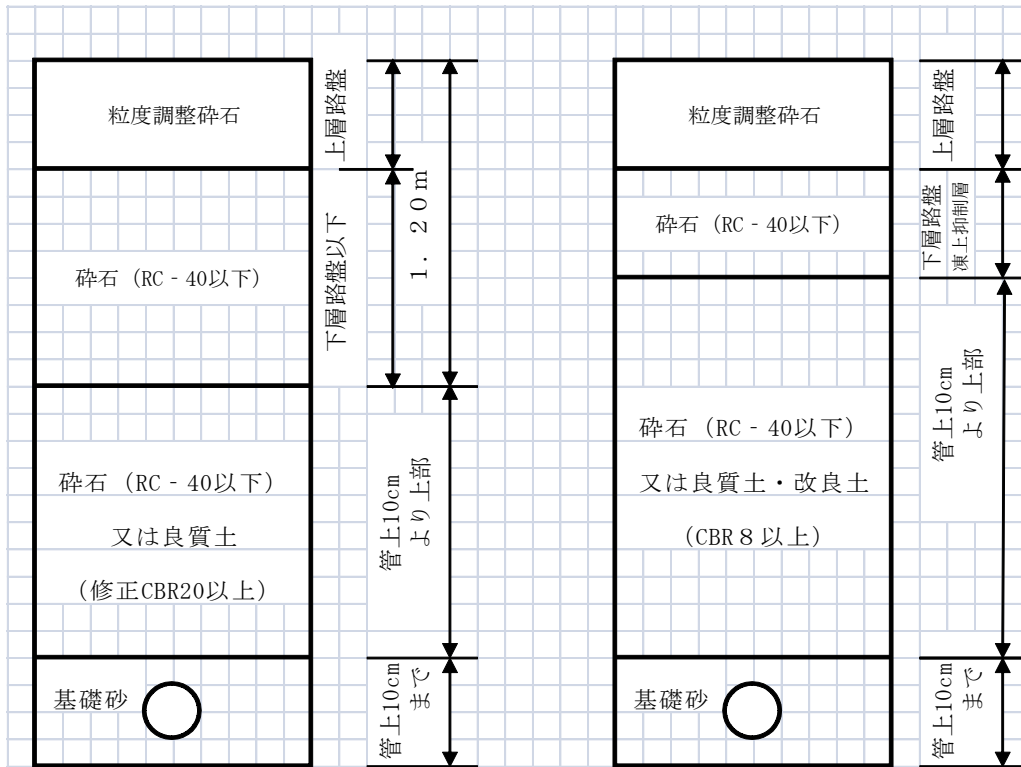 粒度調整砕石
砕石（RC‐40以下）
砕石（RC‐40以下）
又は良質土
（修正CBR20以上）
基礎砂
上層路盤
下層路盤以下
1．20m
管上10cm
より上部
管上10cm
まで
粒度調整砕石
砕石（RC‐40以下）
砕石（RC‐40以下）
又は良質土・改良土
（CBR８以上）
基礎砂
上層路盤
下層路盤
凍上抑制層
管上10cm
より上部
管上10cm
まで